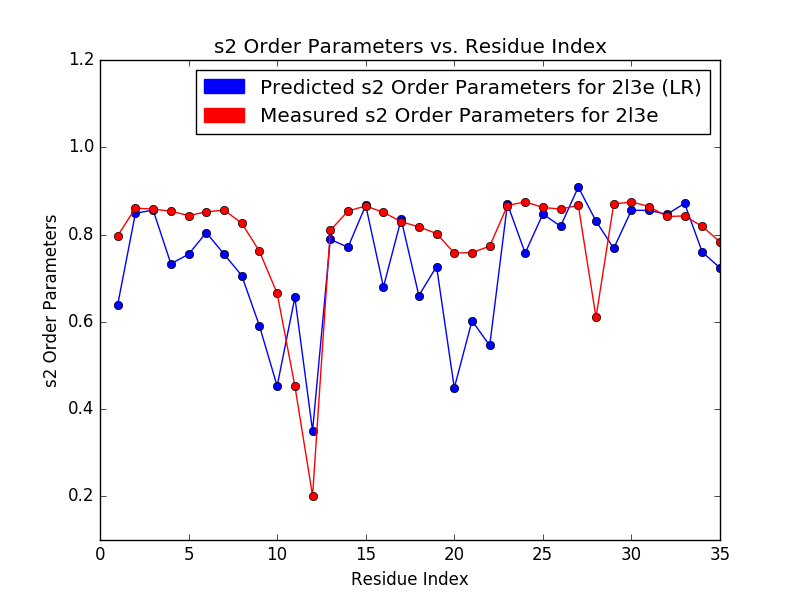 s2 Order Parameters vs. Residue Index
Predicted s2 Order Parameters for 2l3e (LR)
Measured s2 Order Parameters for 2l3e
s2 Order Parameters
1.2
1.0
0.8
0.6
0.4
0.2
0 5 10 15 20 25 30 35
Residue Index